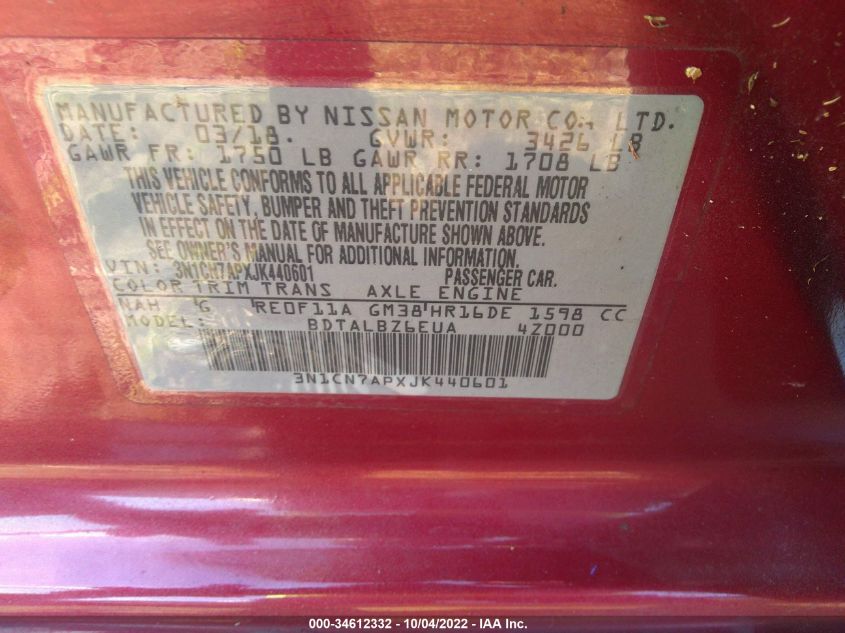 MANUFACTURED BY NISSAN MOTOR CO., LTD.
DATE: 03/18. GVWR: 3426 LB
GAWR FR: 1750 LB GAWR RR: 1708 LB
THIS VEHICLE CONFORMS TO ALL APPLICABLE FEDERAL MOTOR
VEHICLE SAFETY, BUMPER AND THEFT PREVENTION STANDARDS
IN EFFECT ON THE DATE OF MANUFACTURE SHOWN ABOVE.
SEE OWNER'S MANUAL FOR ADDITIONAL INFORMATION.
VIN: 3N1CN7APXJK440601 PASSENGER CAR.
COLOR TRIM TRANS AXLE ENGINE
NAH G RE0F11A GM38 HR16DE 1598 CC
MODEL: BDTALBZ6EUA 4Z000
3N1CN7APXJK440601
000-34612332 - 10/04/2022 - IAA Inc.